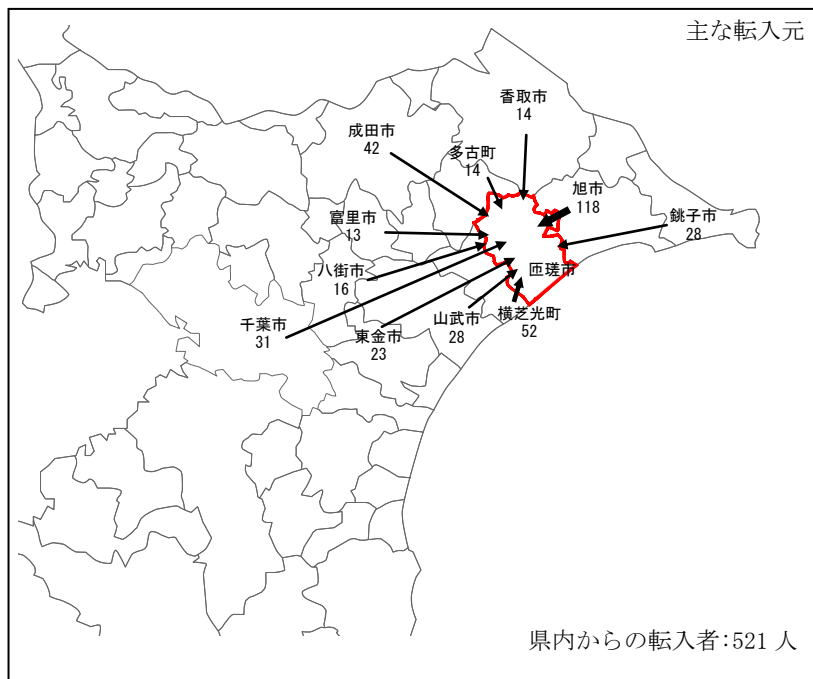 主な転入元
香取市
14
成田市
42
多古町
14
旭市
118
銚子市
28
富里市
13
八街市
16
匝瑳市
千葉市
31
東金市
23
山武市
28
横芝光町
52
県内からの転入者:521 人